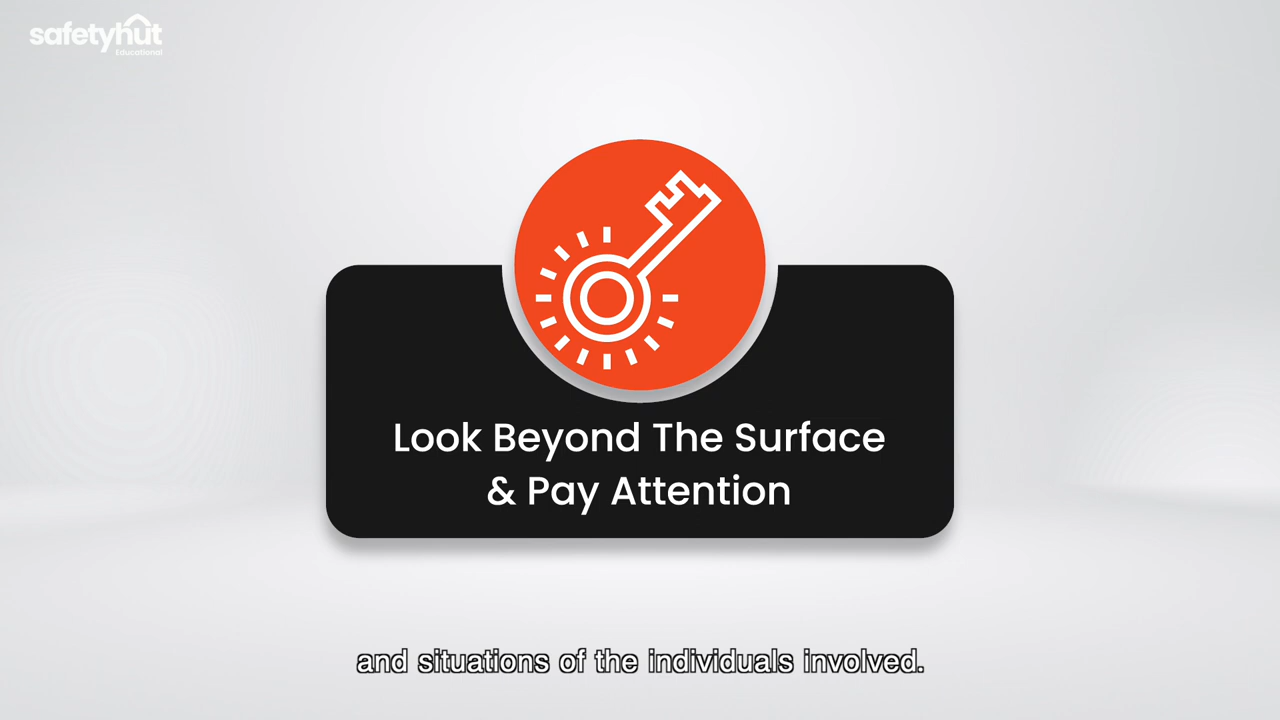 safetyhut
Educational
Look Beyond The Surface
& Pay Attention
and situations of the individuals involved.